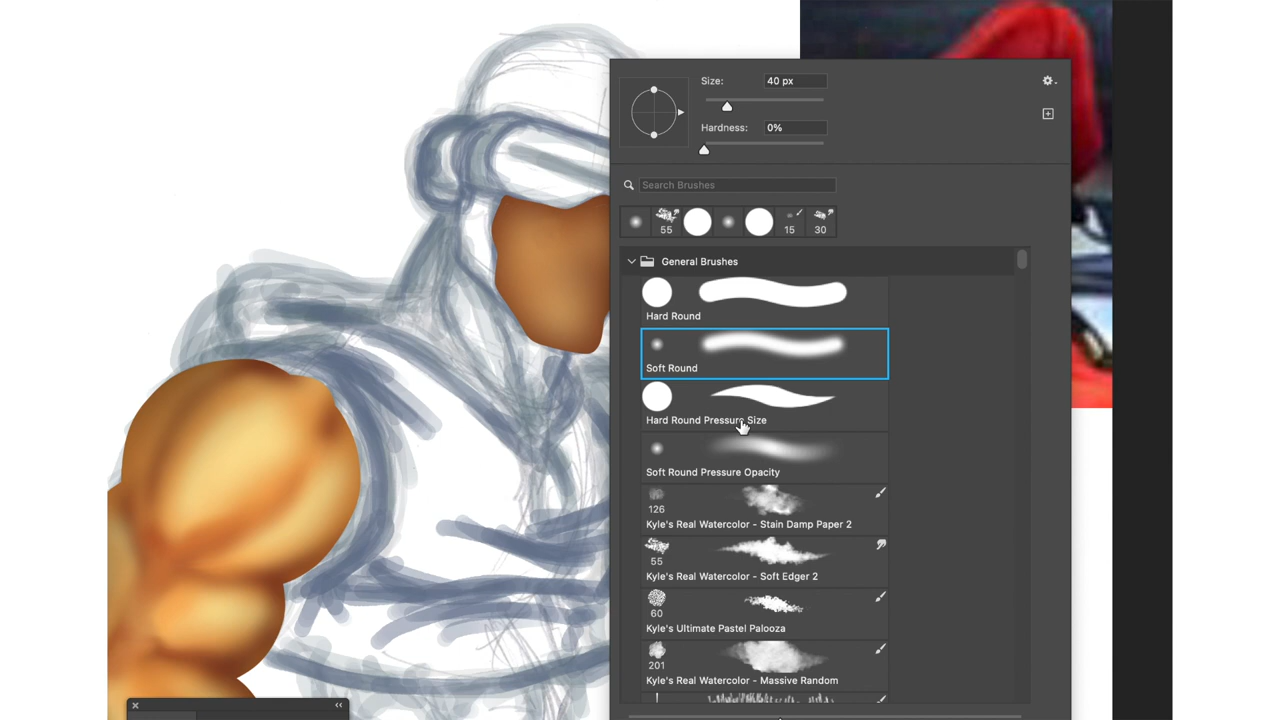 Size:
40 px
Hardness:
0%
Search Brushes
55
15
30
General Brushes
Hard Round
Soft Round
Hard Round Pressure Size
Soft Round Pressure Opacity
126
Kyle's Real Watercolor - Stain Damp Paper 2
55
Kyle's Real Watercolor - Soft Edger 2
60
Kyle's Ultimate Pastel Palooza
201
Kyle's Real Watercolor - Massive Random